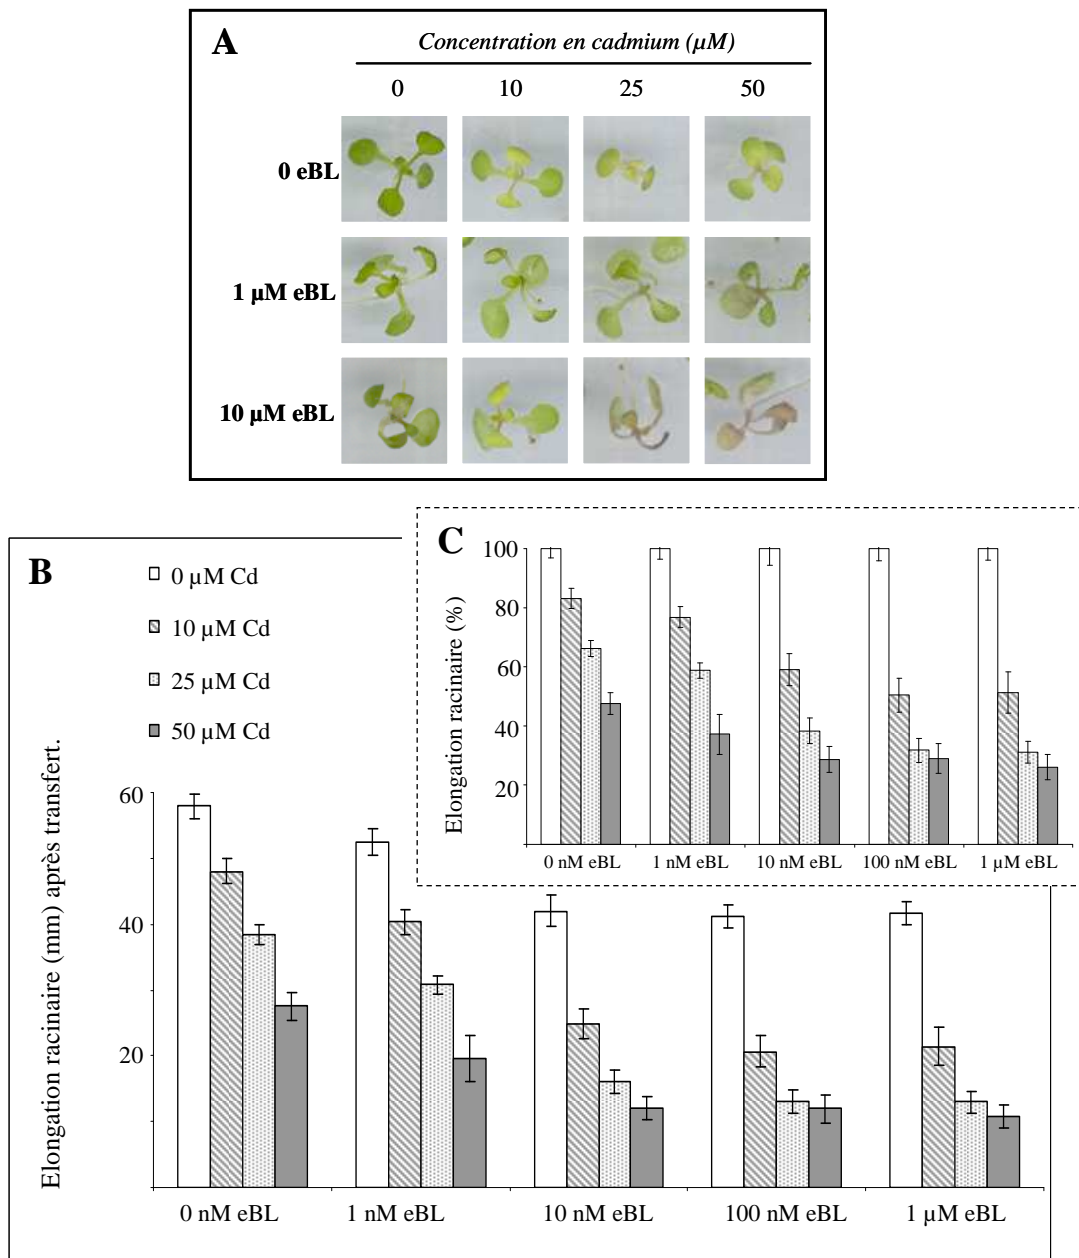 A
Concentration en cadmium (µM)
0 10 25 50
0 eBL
1 µM eBL
10 µM eBL
B
0 µM Cd
10 µM Cd
25 µM Cd
50 µM Cd
Elongation racinaire (mm) après transfert.
60
40
20
0 nM eBL 1 nM eBL 10 nM eBL 100 nM eBL 1 µM eBL
C
Elongation racinaire (%)
100
80
60
40
20
0 nM eBL 1 nM eBL 10 nM eBL 100 nM eBL 1 µM eBL